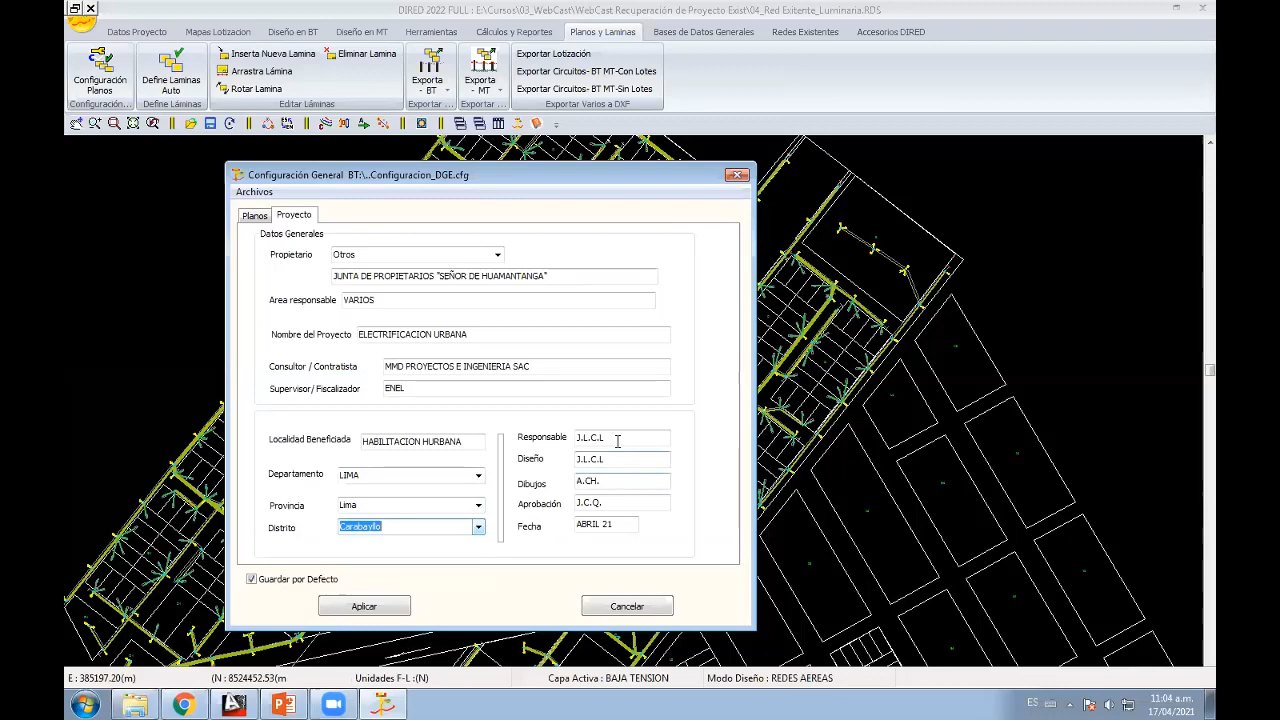 DIRED 2022 FULL : E:\Cursos\03_WebCast\WebCast Recuperación de Proyecto Exist\04_Red Exitente_Luminaria.RDS
Datos Proyecto Mapas Lotizacion Diseño en BT Diseño en MT Herramientas Cálculos y Reportes Planos y Laminas Bases de Datos Generales Redes Existentes Accesorios DIRED
Configuración Planos
Configuración...
Define Laminas Auto
Define Láminas
Inserta Nueva Lamina
Eliminar Lamina
Arrastra Lámina
Rotar Lamina
Editar Láminas
Exporta - BT
Exportar ...
Exporta - MT
Exportar ...
Exportar Lotización
Exportar Circuitos- BT MT-Con Lotes
Exportar Circuitos- BT MT-Sin Lotes
Exportar Varios a DXF
Configuración General BT:\...Configuracion_DGE.cfg
Archivos
Planos Proyecto
Datos Generales
Propietario Otros
JUNTA DE PROPIETARIOS "SEÑOR DE HUAMANTANGA"
Area responsable VARIOS
Nombre del Proyecto ELECTRIFICACION URBANA
Consultor / Contratista MMD PROYECTOS E INGENIERIA SAC
Supervisor/ Fiscalizador ENEL
Localidad Beneficiada HABILITACION HURBANA
Departamento LIMA
Provincia Lima
Distrito Carabayllo
Responsable J.L.C.L
Diseño J.L.C.L
Dibujos A.CH.
Aprobación J.C.Q.
Fecha ABRIL 21
Guardar por Defecto
Aplicar Cancelar
E : 385197.20(m) (N : 8524452.53(m) Unidades F-L :(N) Capa Activa : BAJA TENSION Modo Diseño : REDES AEREAS
ES 11:04 a.m.
17/04/2021